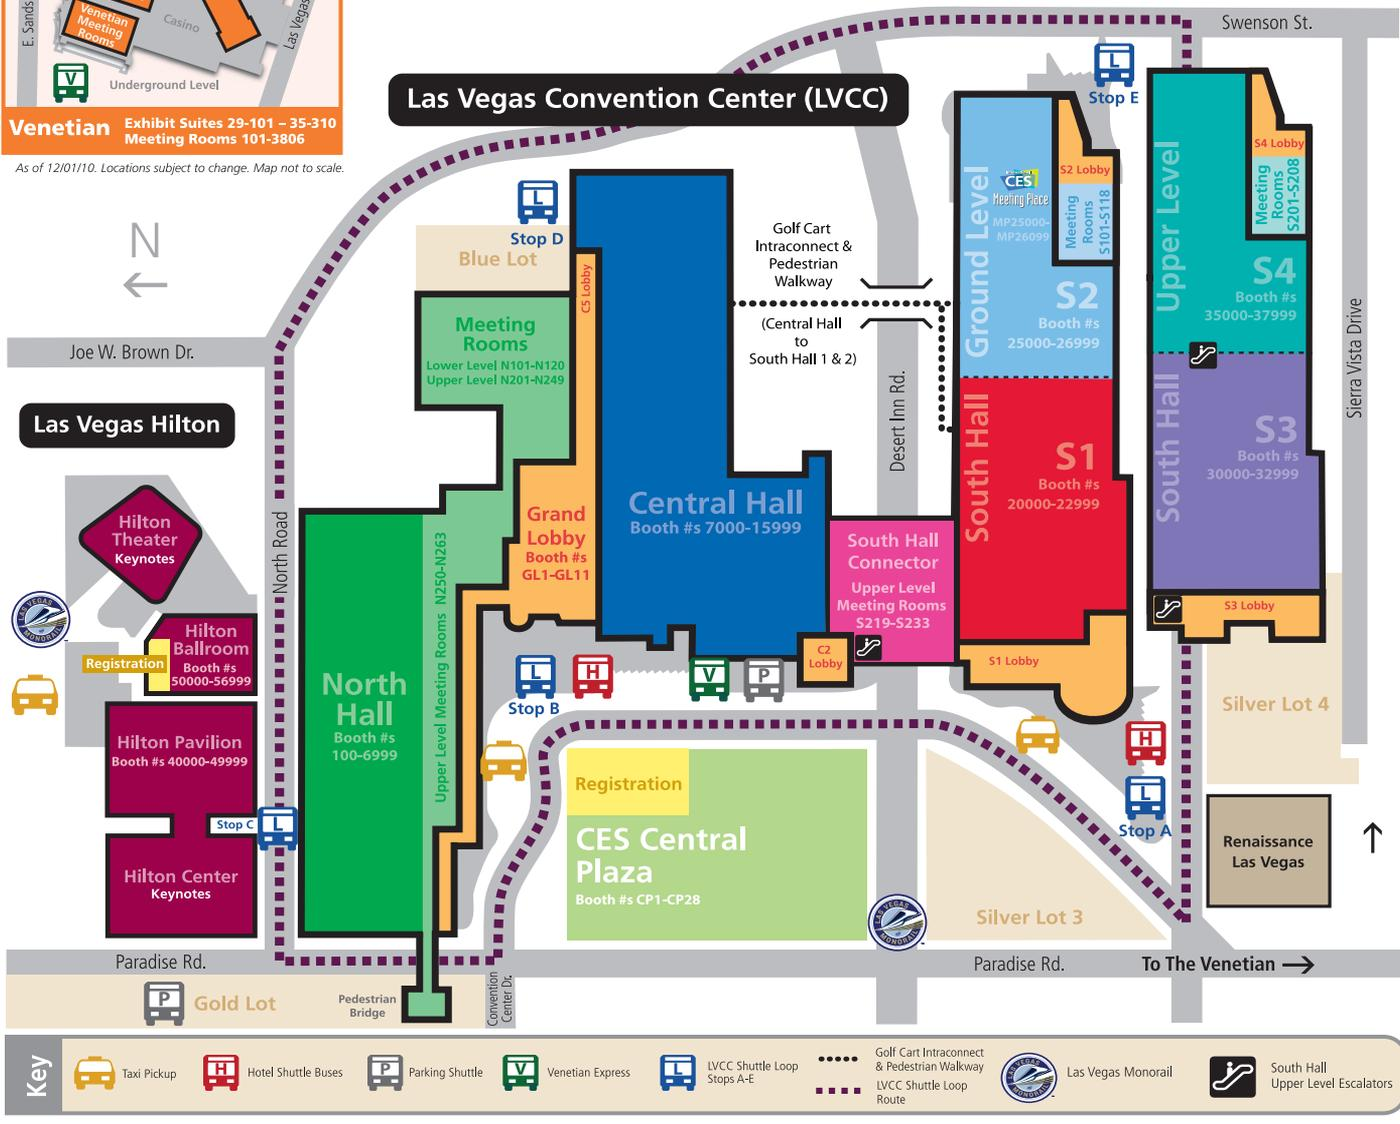 E. Sands
Venetian
Meeting
Rooms
Casino
Las Vegas
V
Underground Level
Venetian
Exhibit Suites 29-101 – 35-310
Meeting Rooms 101-3806
As of 12/01/10. Locations subject to change. Map not to scale.
Las Vegas Convention Center (LVCC)
Swenson St.
L
Stop E
N
L
Stop D
Blue Lot
C5 Lobby
Meeting
Rooms
Lower Level N101-N120
Upper Level N201-N249
Golf Cart
Intraconnect &
Pedestrian
Walkway
(Central Hall
to
South Hall 1 & 2)
Desert Inn Rd.
Ground Level
CES
Meeting Place
MP25000-
MP26099
S2 Lobby
Meeting
Rooms
S101-S118
S2
Booth #s
25000-26999
Upper Level
S4 Lobby
Meeting
Rooms
S201-S208
S4
Booth #s
35000-37999
Sierra Vista Drive
Joe W. Brown Dr.
Las Vegas Hilton
South Hall
S1
Booth #s
20000-22999
South Hall
S3
Booth #s
30000-32999
Hilton
Theater
Keynotes
North Road
Central Hall
Booth #s 7000-15999
Grand
Lobby
Booth #s
GL1-GL11
South Hall
Connector
Upper Level
Meeting Rooms
S219-S233
LAS VEGAS
MONORAIL
Hilton
Ballroom
Booth #s
50000-56999
Registration
North
Hall
Booth #s
100-6999
Upper Level Meeting Rooms N250-N263
C2
Lobby
S1 Lobby
S3 Lobby
L
Stop B
H
V
P
Silver Lot 4
Hilton Pavilion
Booth #s 40000-49999
Stop C
L
Hilton Center
Keynotes
Registration
CES Central
Plaza
Booth #s CP1-CP28
H
L
Stop A
Renaissance
Las Vegas
LAS VEGAS
MONORAIL
Silver Lot 3
Paradise Rd.
Paradise Rd.
To The Venetian
P
Gold Lot
Pedestrian
Bridge
Convention
Center Dr.
Key
Taxi Pickup
H
Hotel Shuttle Buses
P
Parking Shuttle
V
Venetian Express
L
LVCC Shuttle Loop
Stops A-E
Golf Cart Intraconnect
& Pedestrian Walkway
LVCC Shuttle Loop
Route
LAS VEGAS
MONORAIL
Las Vegas Monorail
South Hall
Upper Level Escalators